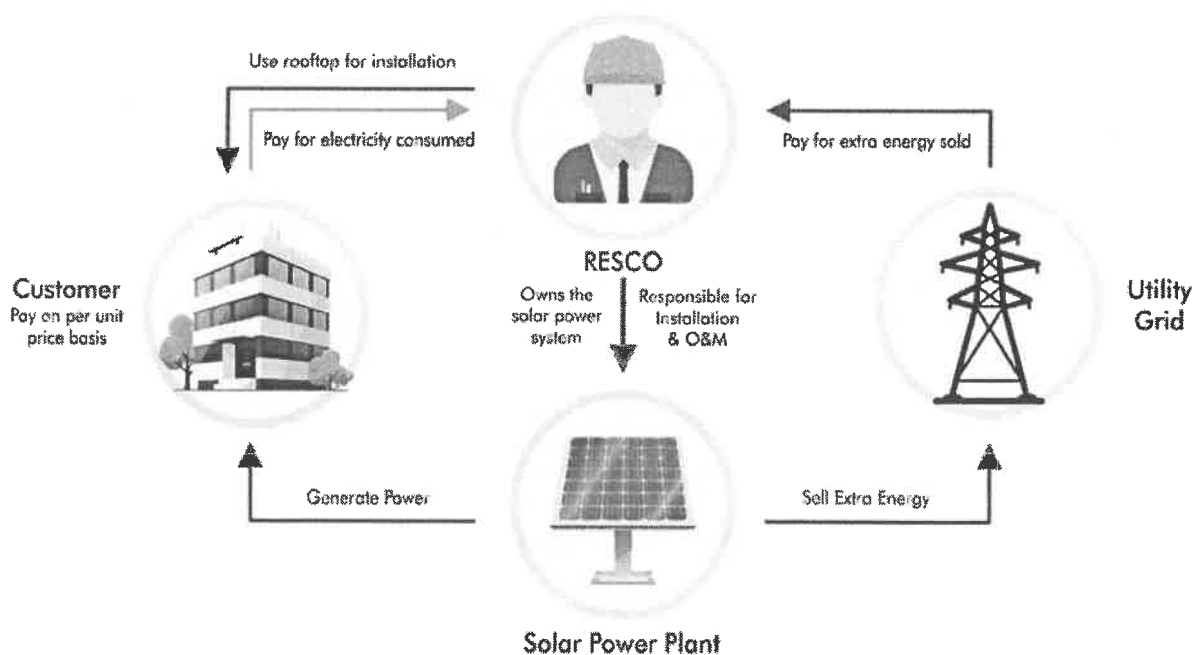 Use rooftop for installation
Pay for electricity consumed
Pay for extra energy sold
RESCO
Owns the
solar power
system
Responsible for
Installation
& O&M
Customer
Pay on per unit
price basis
Utility
Grid
Generate Power
Sell Extra Energy
Solar Power Plant